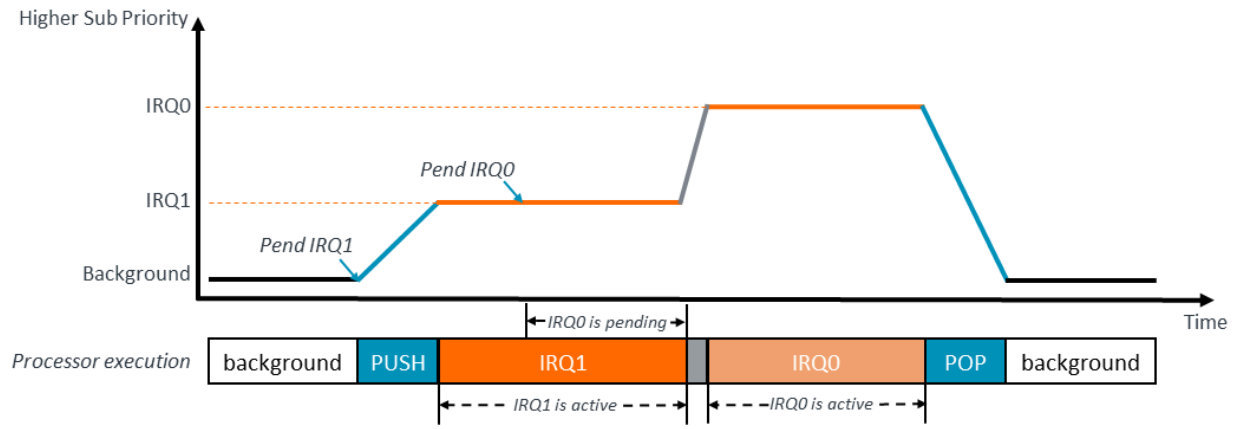 Higher Sub Priority
IRQ0
Pend IRQ0
IRQ1
Pend IRQ1
Background
IRQ0 is pending
Time
Processor execution
background
PUSH
IRQ1
IRQ0
POP
background
IRQ1 is active
IRQ0 is active